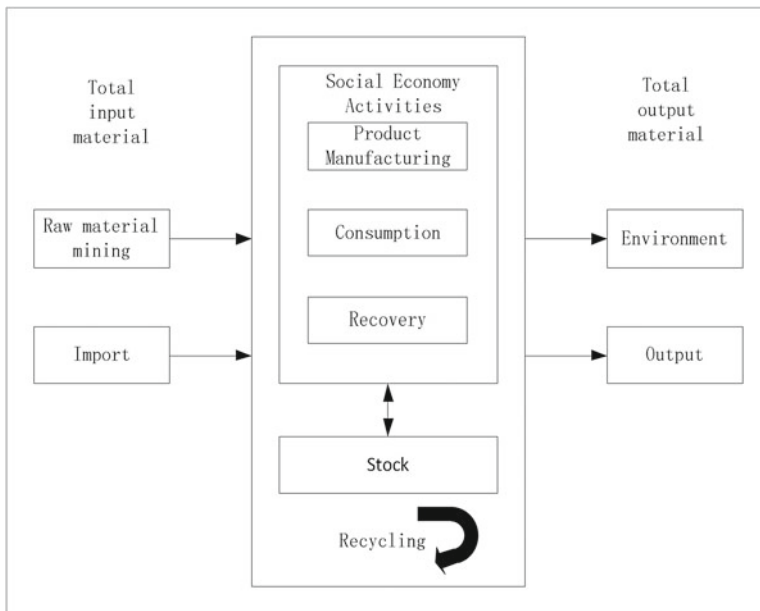 Total
input
material
Raw material
mining
Import
Social Economy
Activities
Product
Manufacturing
Consumption
Recovery
Stock
Recycling
Total
output
material
Environment
Output